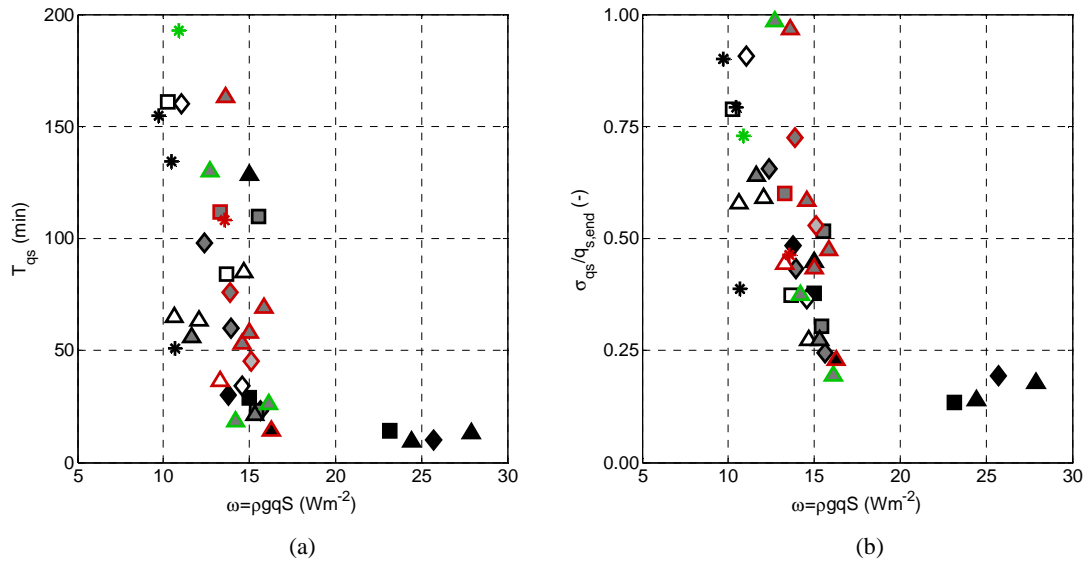 200
150
100
50
0
T_qs (min)
5 10 15 20 25 30
ω=ρgqS (Wm⁻²)
(a)
1.00
0.75
0.50
0.25
0.00
σ_qs/q_s,end (-)
5 10 15 20 25 30
ω=ρgqS (Wm⁻²)
(b)